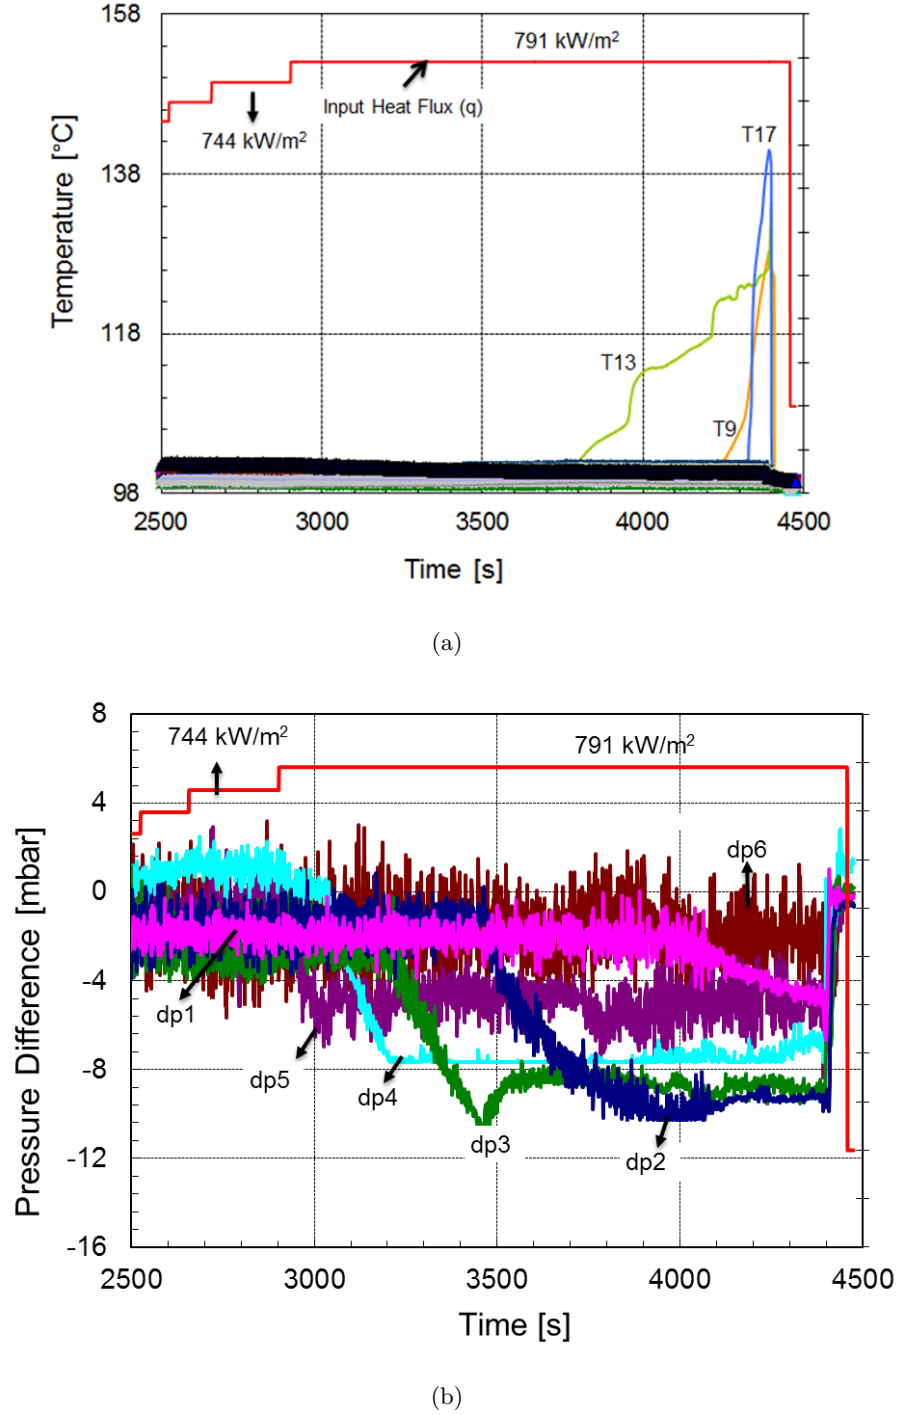 158
138
118
98
Temperature [°C]
791 kW/m²
Input Heat Flux (q)
744 kW/m²
T17
T13
T9
2500 3000 3500 4000 4500
Time [s]
(a)
8
4
0
-4
-8
-12
-16
Pressure Difference [mbar]
744 kW/m²
791 kW/m²
dp6
dp1
dp5
dp4
dp3
dp2
2500 3000 3500 4000 4500
Time [s]
(b)